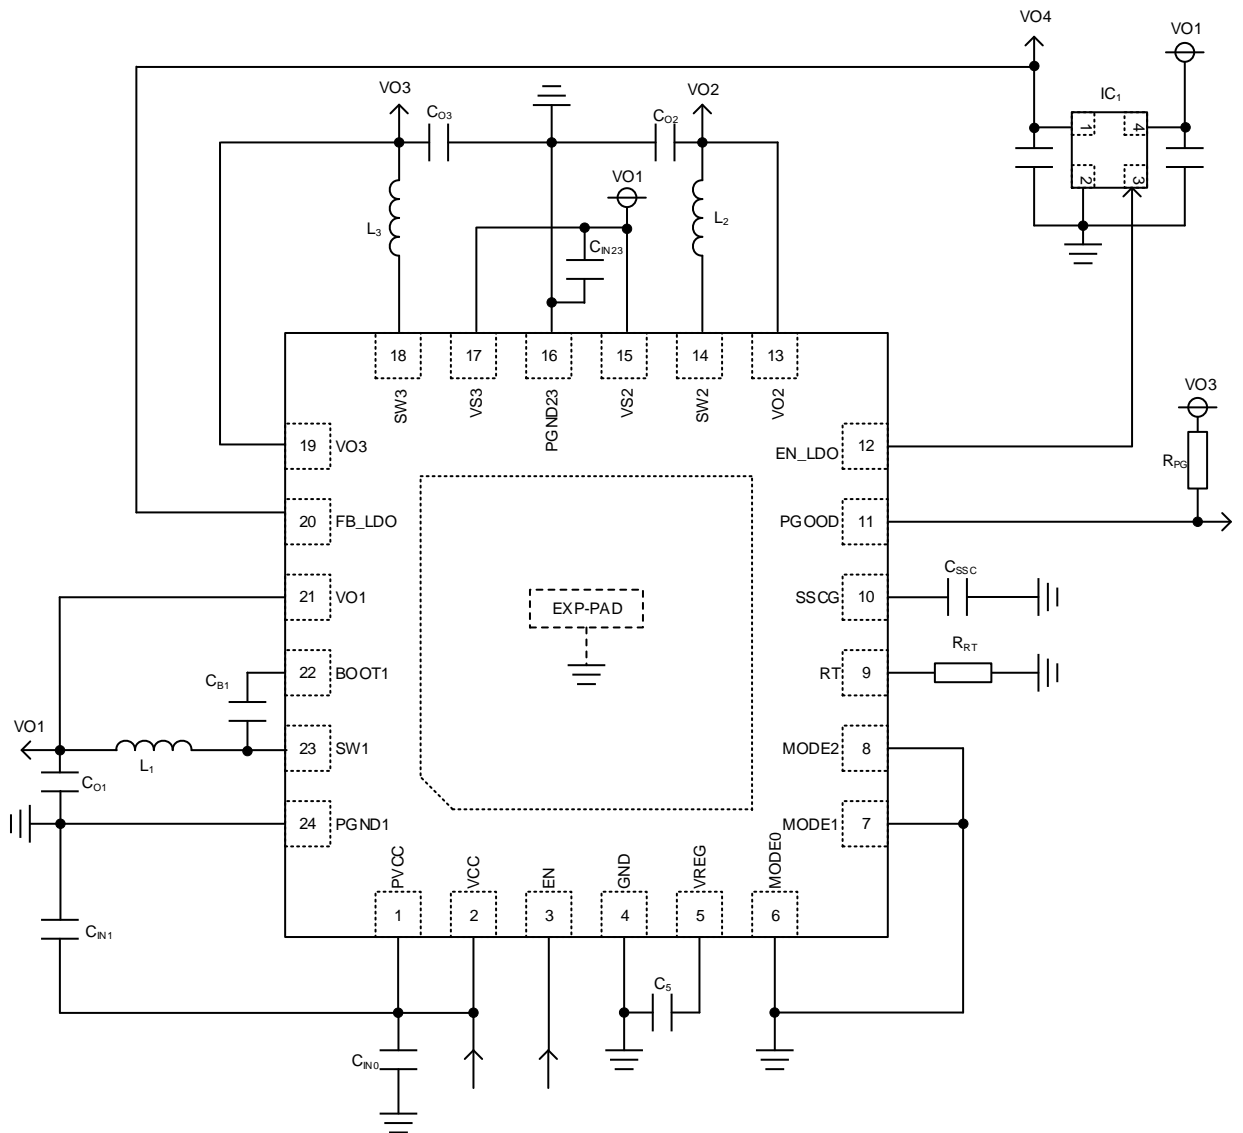 VO4
VO1
IC1
1
4
2
3
VO3
CO3
VO2
CO2
VO1
L3
CIN23
L2
18
17
16
15
14
13
SW3
VS3
PGND23
VS2
SW2
VO2
19
VO3
EN_LDO
12
VO3
RPG
20
FB_LDO
PGOOD
11
21
VO1
EXP-PAD
SSCG
10
CSSC
22
BOOT1
CB1
RT
9
RRT
VO1
L1
23
SW1
MODE2
8
CO1
24
PGND1
MODE1
7
PVCC
VCC
EN
GND
VREG
MODE0
1
2
3
4
5
6
CIN1
C5
CIN0